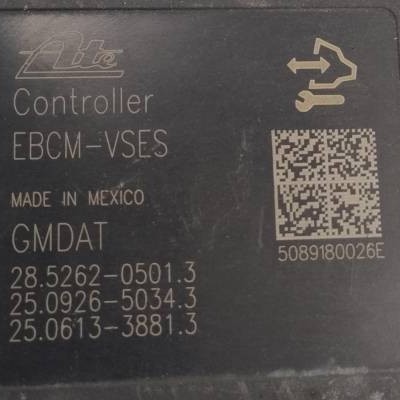 Ate
Controller
EBCM-VSES
MADE IN MEXICO
GMDAT
5089180026E
28.5262-0501.3
25.0926-5034.3
25.0613-3881.3